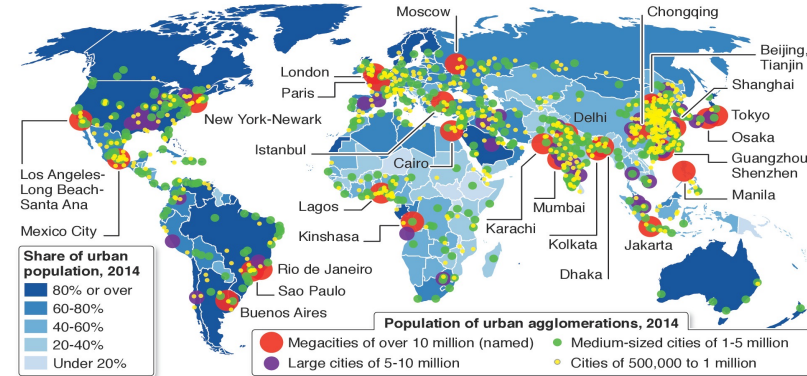 Moscow
Chongqing
Beijing,
Tianjin
London
Paris
Shanghai
New York-Newark
Delhi
Tokyo
Istanbul
Osaka
Cairo
Guangzhou,
Shenzhen
Los Angeles-
Long Beach-
Santa Ana
Lagos
Mumbai
Manila
Mexico City
Kinshasa
Karachi
Kolkata
Jakarta
Dhaka
Share of urban
population, 2014
80% or over
60-80%
40-60%
20-40%
Under 20%
Rio de Janeiro
Sao Paulo
Buenos Aires
Population of urban agglomerations, 2014
Megacities of over 10 million (named)
Medium-sized cities of 1-5 million
Large cities of 5-10 million
Cities of 500,000 to 1 million